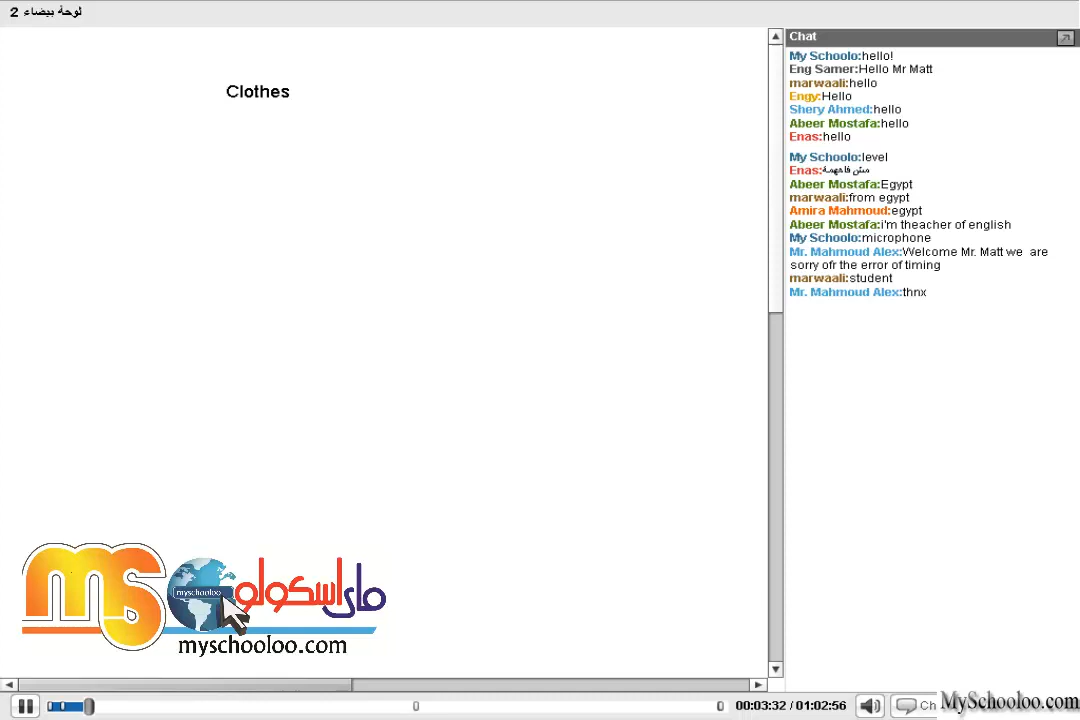 لوحة بيضاء 2
Clothes
Chat
My Schoolo:hello!
Eng Samer:Hello Mr Matt
marwaali:hello
Engy:Hello
Shery Ahmed:hello
Abeer Mostafa:hello
Enas:hello
My Schoolo:level
Enas:مش فاهمة
Abeer Mostafa:Egypt
marwaali:from egypt
Amira Mahmoud:egypt
Abeer Mostafa:i'm theacher of english
My Schoolo:microphone
Mr. Mahmoud Alex:Welcome Mr. Matt we are
sorry ofr the error of timing
marwaali:student
Mr. Mahmoud Alex:thnx
ms
myschooloo
ماى اسكولو
myschooloo.com
00:03:32 / 01:02:56
Ch
MySchooloo.com